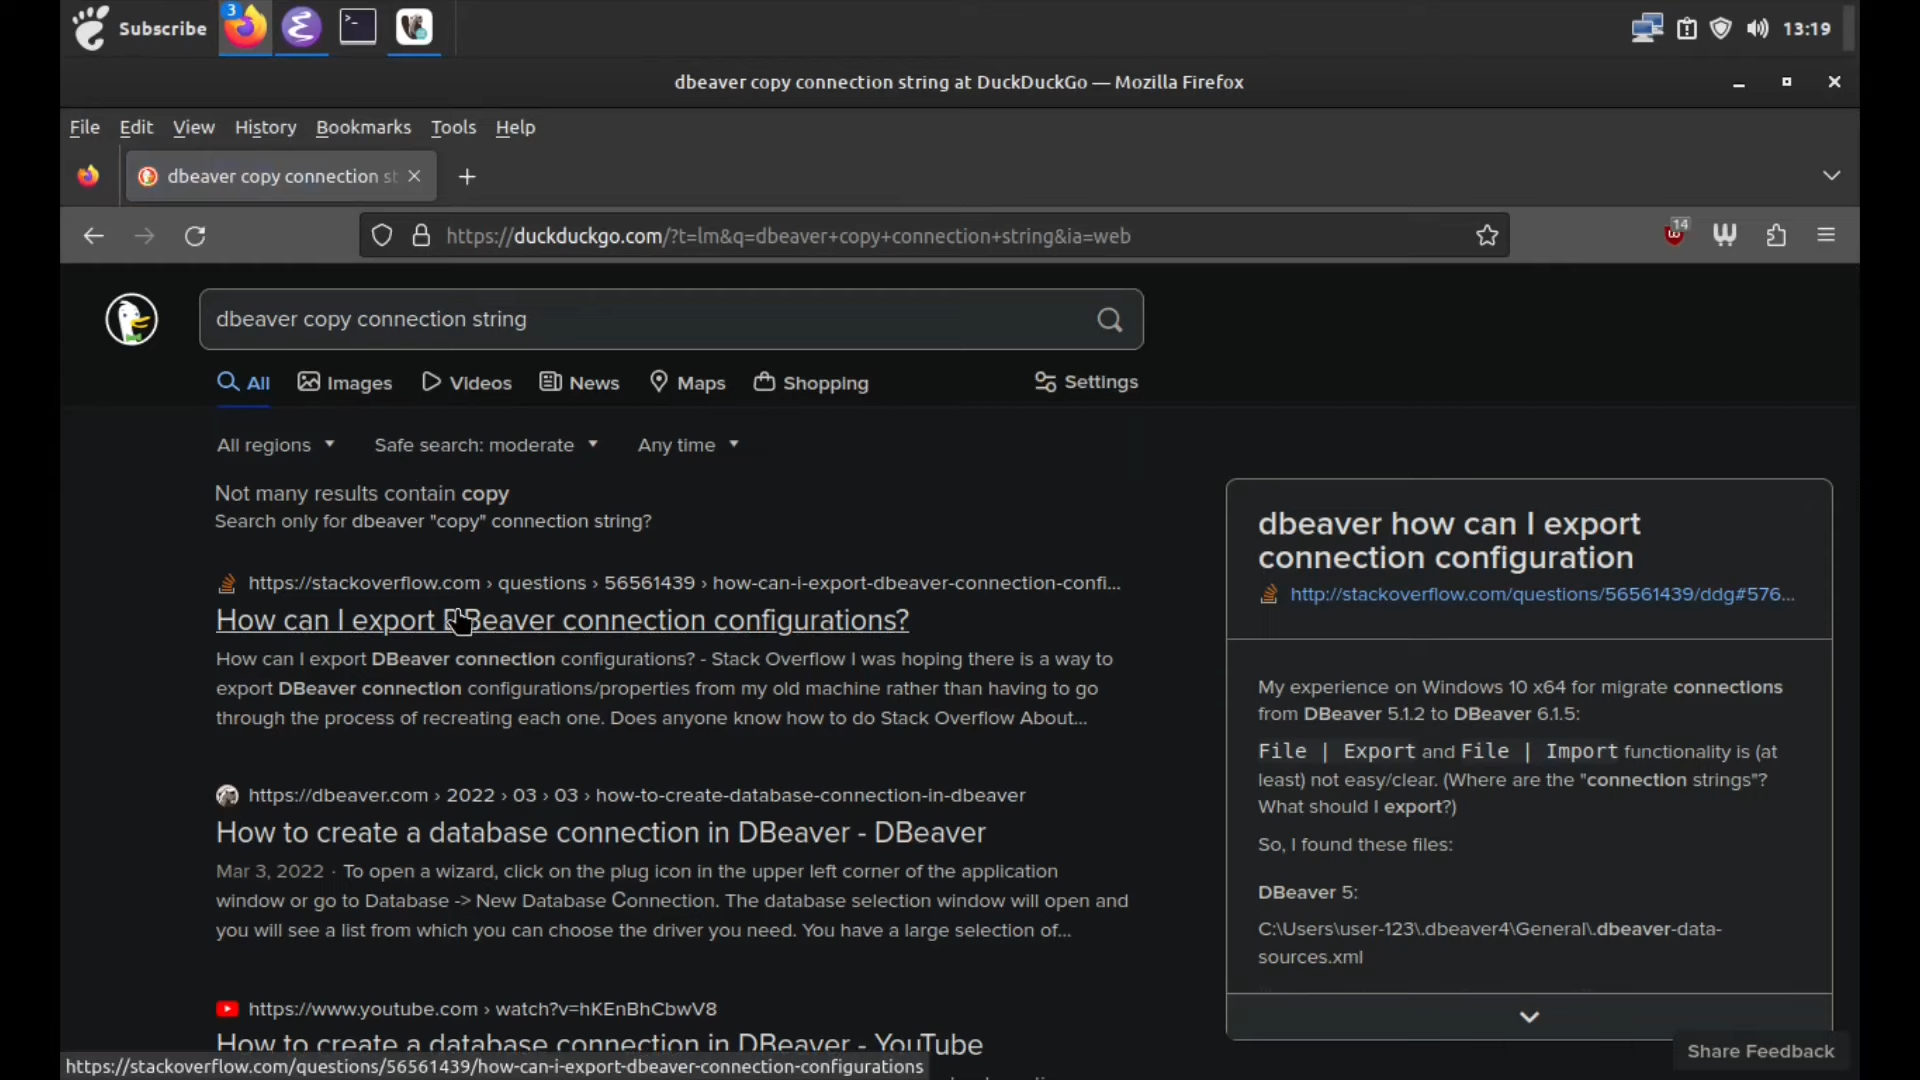 Subscribe
3
13:19
dbeaver copy connection string at DuckDuckGo — Mozilla Firefox
File Edit View History Bookmarks Tools Help
dbeaver copy connection st
https://duckduckgo.com/?t=lm&q=dbeaver+copy+connection+string&ia=web
14
dbeaver copy connection string
All Images Videos News Maps Shopping Settings
All regions Safe search: moderate Any time
Not many results contain copy
Search only for dbeaver "copy" connection string?
https://stackoverflow.com › questions › 56561439 › how-can-i-export-dbeaver-connection-confi...
How can I export DBeaver connection configurations?
How can I export DBeaver connection configurations? - Stack Overflow I was hoping there is a way to
export DBeaver connection configurations/properties from my old machine rather than having to go
through the process of recreating each one. Does anyone know how to do Stack Overflow About...
https://dbeaver.com › 2022 › 03 › 03 › how-to-create-database-connection-in-dbeaver
How to create a database connection in DBeaver - DBeaver
Mar 3, 2022 · To open a wizard, click on the plug icon in the upper left corner of the application
window or go to Database -> New Database Connection. The database selection window will open and
you will see a list from which you can choose the driver you need. You have a large selection of...
https://www.youtube.com › watch?v=hKEnBhCbwV8
How to create a database connection in DBeaver - YouTube
dbeaver how can I export
connection configuration
http://stackoverflow.com/questions/56561439/ddg#576...
My experience on Windows 10 x64 for migrate connections
from DBeaver 5.1.2 to DBeaver 6.1.5:
File | Export and File | Import functionality is (at
least) not easy/clear. (Where are the "connection strings"?
What should I export?)
So, I found these files:
DBeaver 5:
C:\Users\user-123\.dbeaver4\General\.dbeaver-data-
sources.xml
Share Feedback
https://stackoverflow.com/questions/56561439/how-can-i-export-dbeaver-connection-configurations